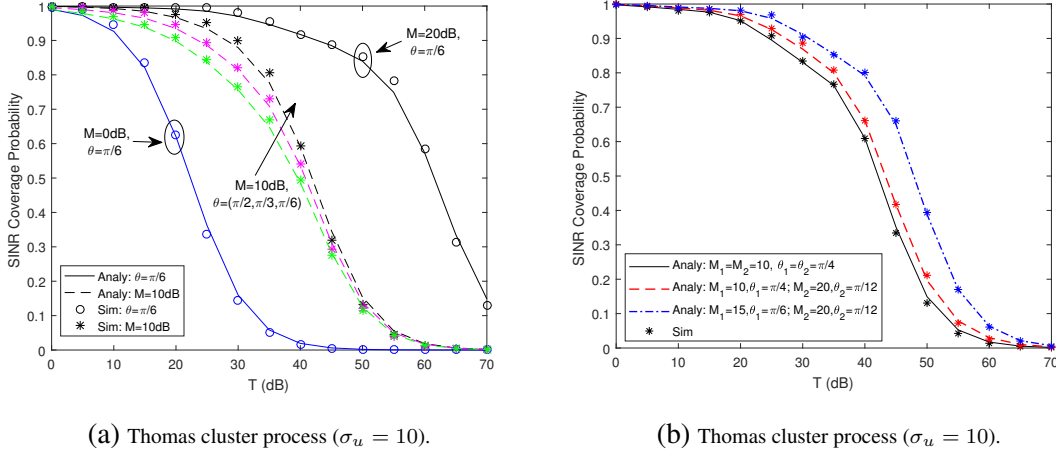 SINR Coverage Probability
1
0.9
0.8
0.7
0.6
0.5
0.4
0.3
0.2
0.1
0
M=20dB,
θ=π/6
M=0dB,
θ=π/6
M=10dB,
θ=(π/2,π/3,π/6)
Analy: θ=π/6
Analy: M=10dB
Sim: θ=π/6
Sim: M=10dB
0 10 20 30 40 50 60 70
T (dB)
(a) Thomas cluster process (σ_u = 10).
SINR Coverage Probability
1
0.9
0.8
0.7
0.6
0.5
0.4
0.3
0.2
0.1
0
Analy: M₁=M₂=10, θ₁=θ₂=π/4
Analy: M₁=10,θ₁=π/4; M₂=20,θ₂=π/12
Analy: M₁=15,θ₁=π/6; M₂=20,θ₂=π/12
Sim
0 10 20 30 40 50 60 70
T (dB)
(b) Thomas cluster process (σ_u = 10).